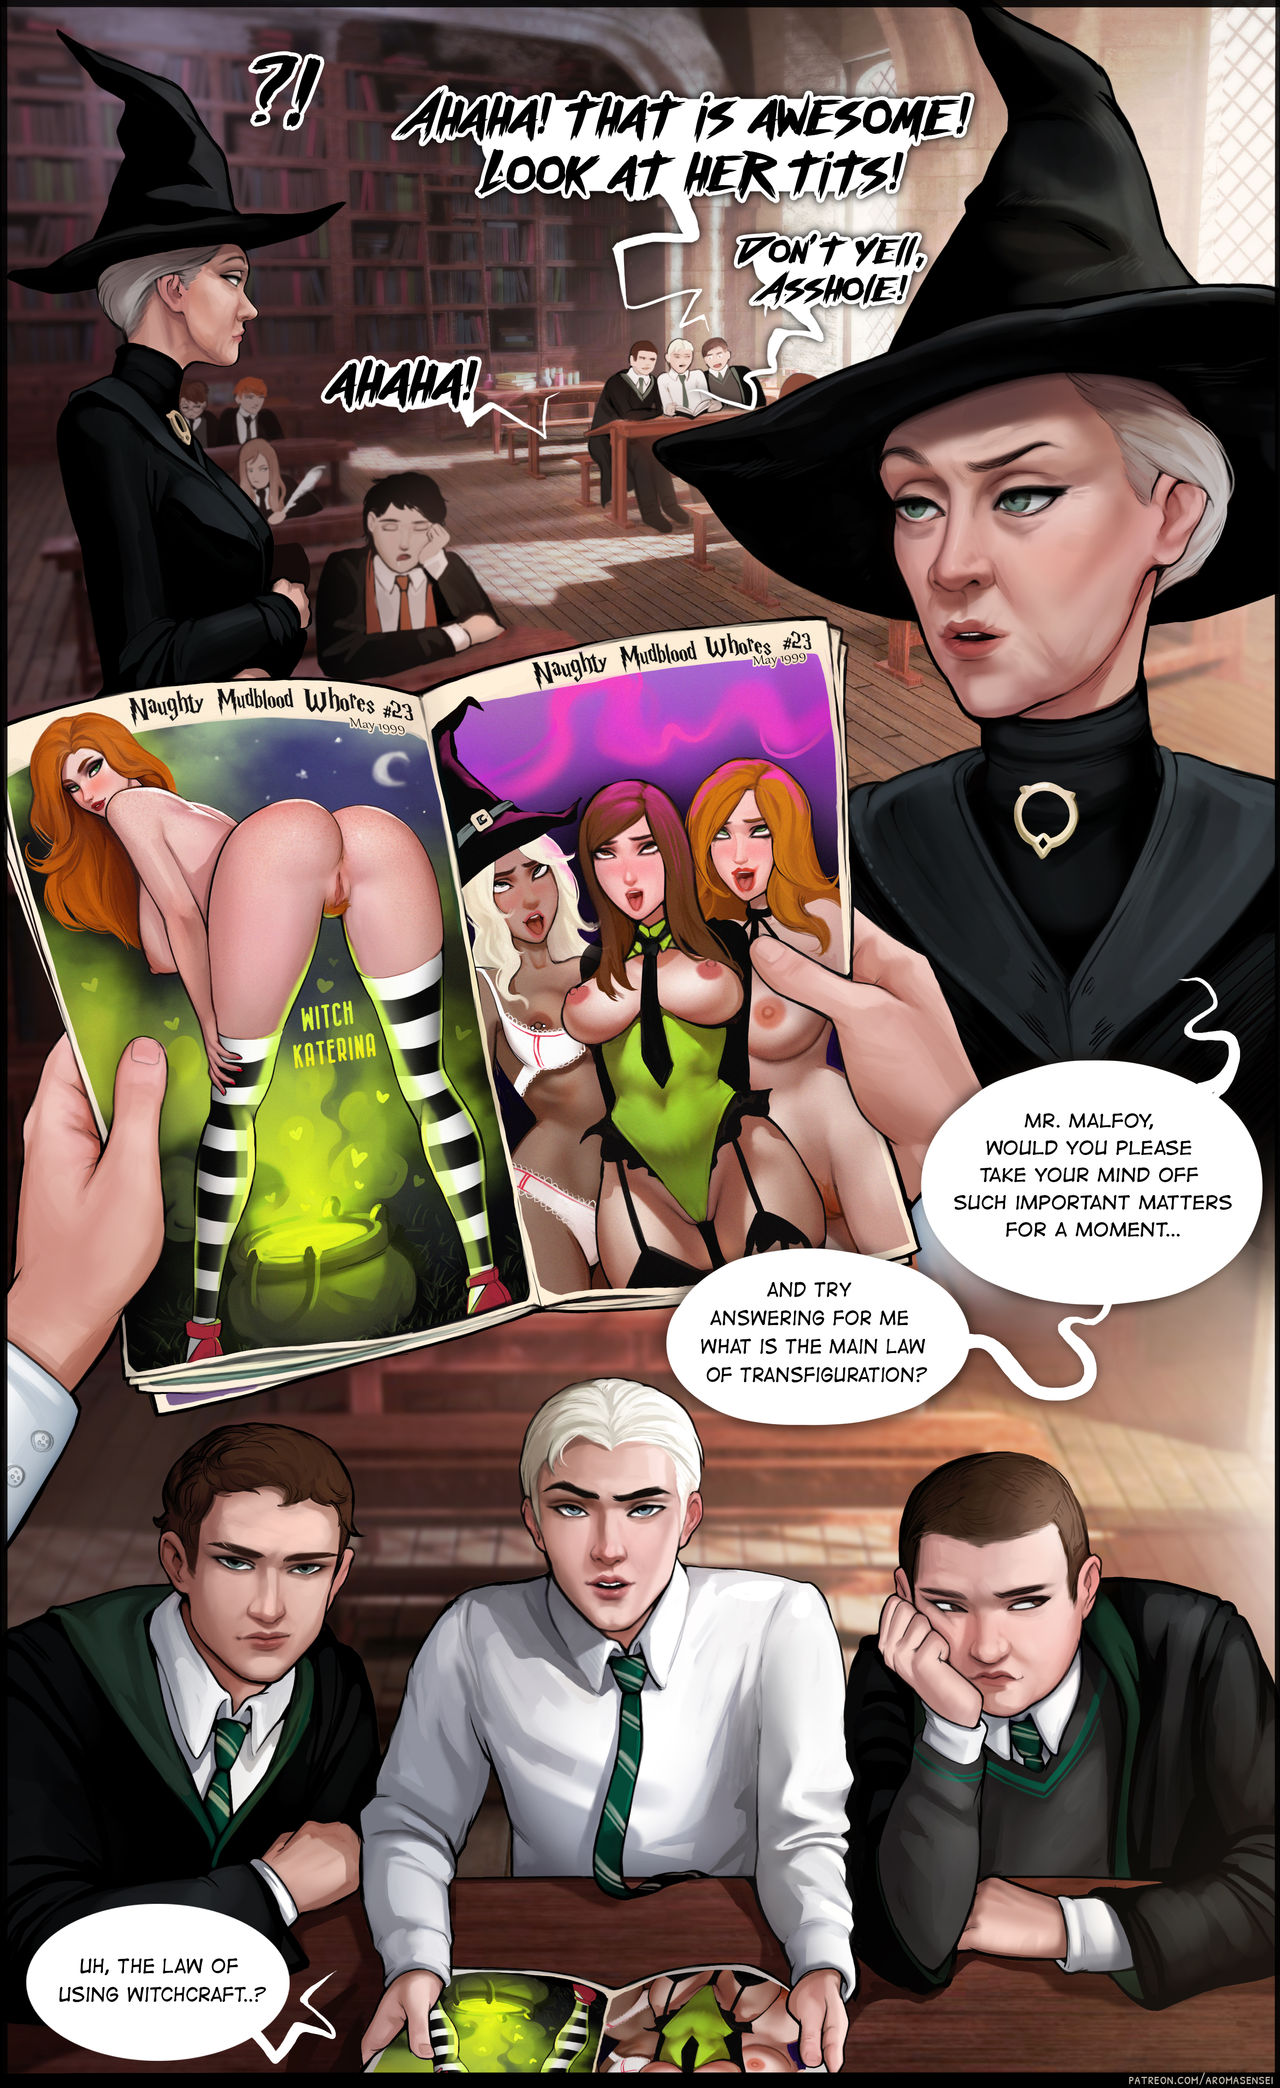 ?!
AHAHA! THAT IS AWESOME!
LOOK AT HER TITS!
DON'T YELL,
ASSHOLE!
AHAHA!
Naughty Mudblood Whores #23
May 1999
Naughty Mudblood Whores #23
May 1999
WITCH
KATERINA
MR. MALFOY,
WOULD YOU PLEASE
TAKE YOUR MIND OFF
SUCH IMPORTANT MATTERS
FOR A MOMENT...
AND TRY
ANSWERING FOR ME
WHAT IS THE MAIN LAW
OF TRANSFIGURATION?
UH, THE LAW OF
USING WITCHCRAFT..?
PATREON.COM/AROMASENSEI